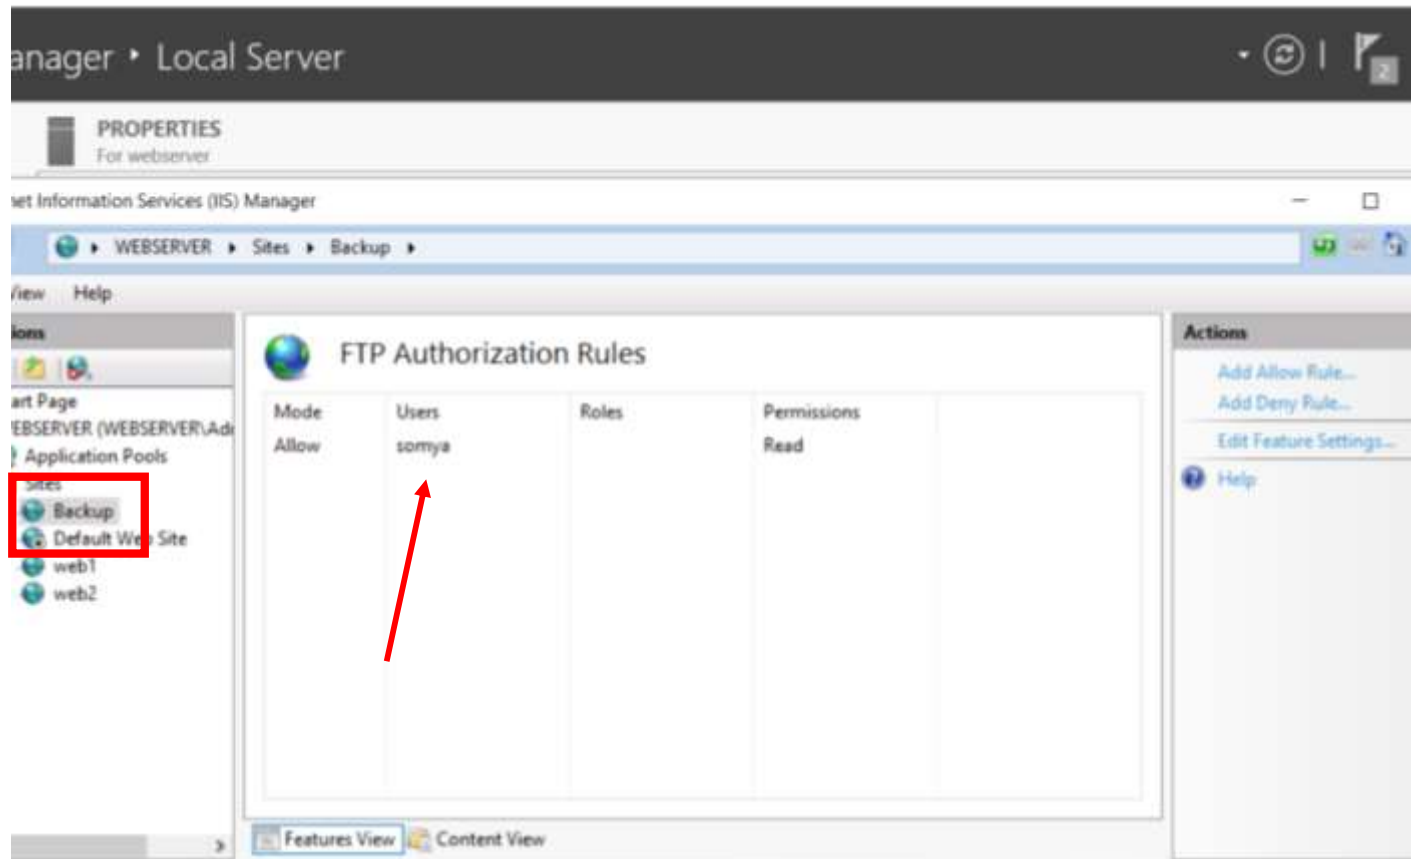 anager ‣ Local Server
2
PROPERTIES
For webserver
net Information Services (IIS) Manager
WEBSERVER ▸ Sites ▸ Backup ▸
View Help
ions
art Page
EBSERVER (WEBSERVER\Adr
Application Pools
Sites
Backup
Default Web Site
web1
web2
FTP Authorization Rules
Mode Users Roles Permissions
Allow somya Read
Features View Content View
Actions
Add Allow Rule...
Add Deny Rule...
Edit Feature Settings...
Help